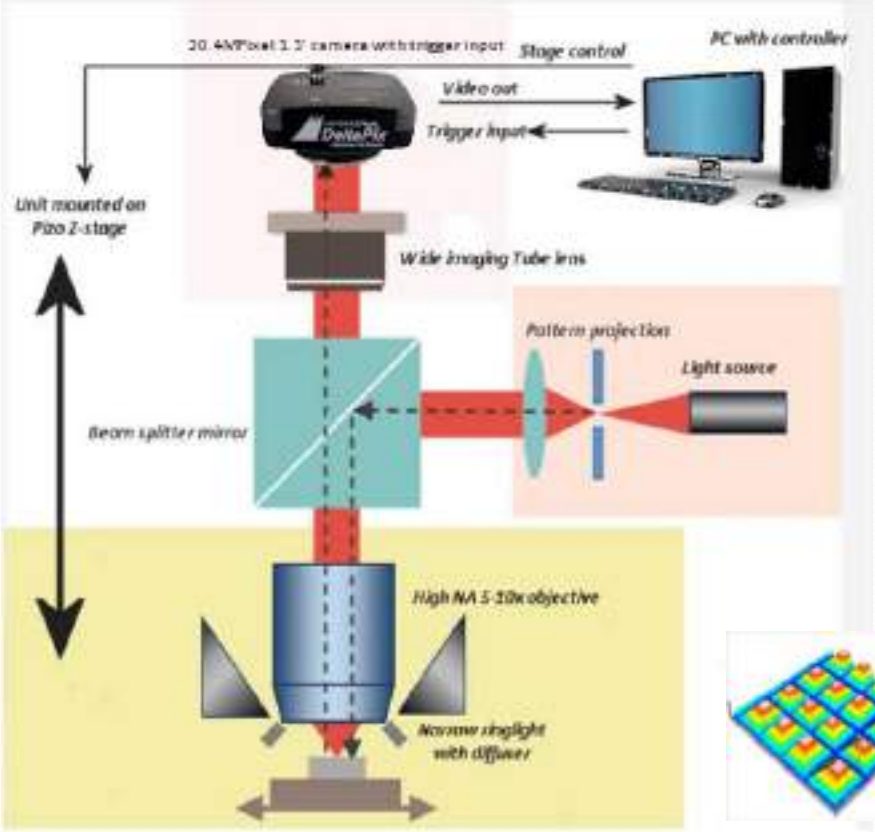 20.4MPixel 1.1" camera with trigger input
Stage control
PC with controller
Video out
Trigger input
DeltaPix
Unit mounted on
Pizo Z-stage
Wide imaging Tube lens
Pattern projection
Light source
Beam splitter mirror
High NA 5-10x objective
Narrow ringlight
with diffuser